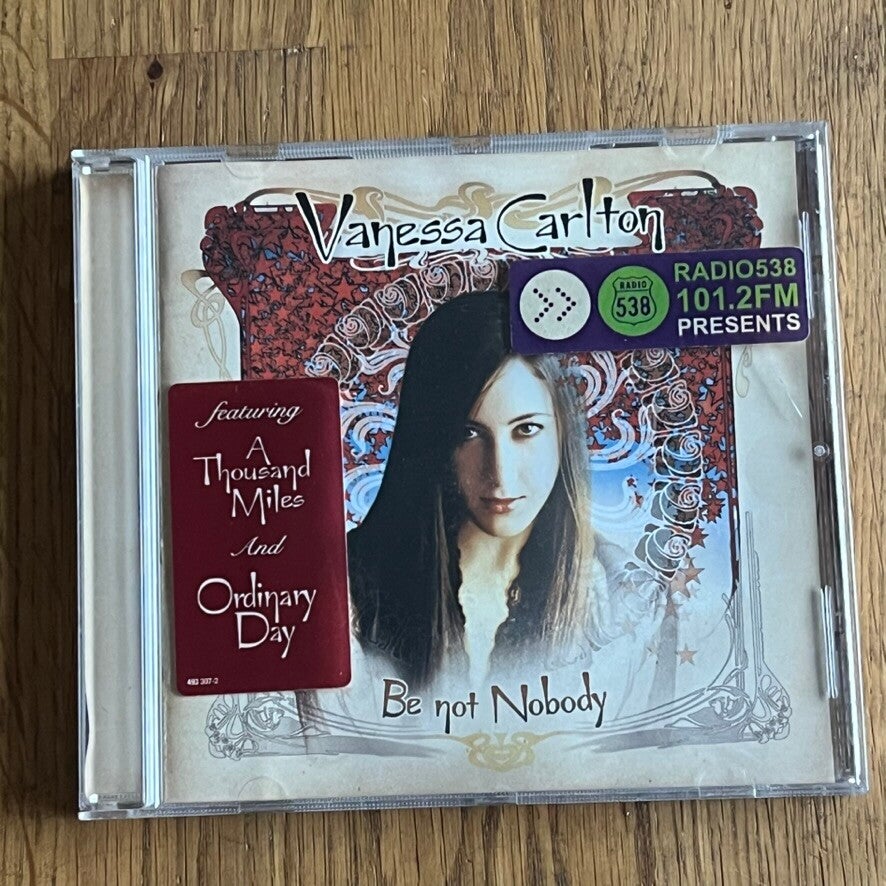 Vanessa Carlton
RADIO
538
RADIO538
101.2FM
PRESENTS
featuring
A
Thousand
Miles
And
Ordinary
Day
493 307-2
Be not Nobody